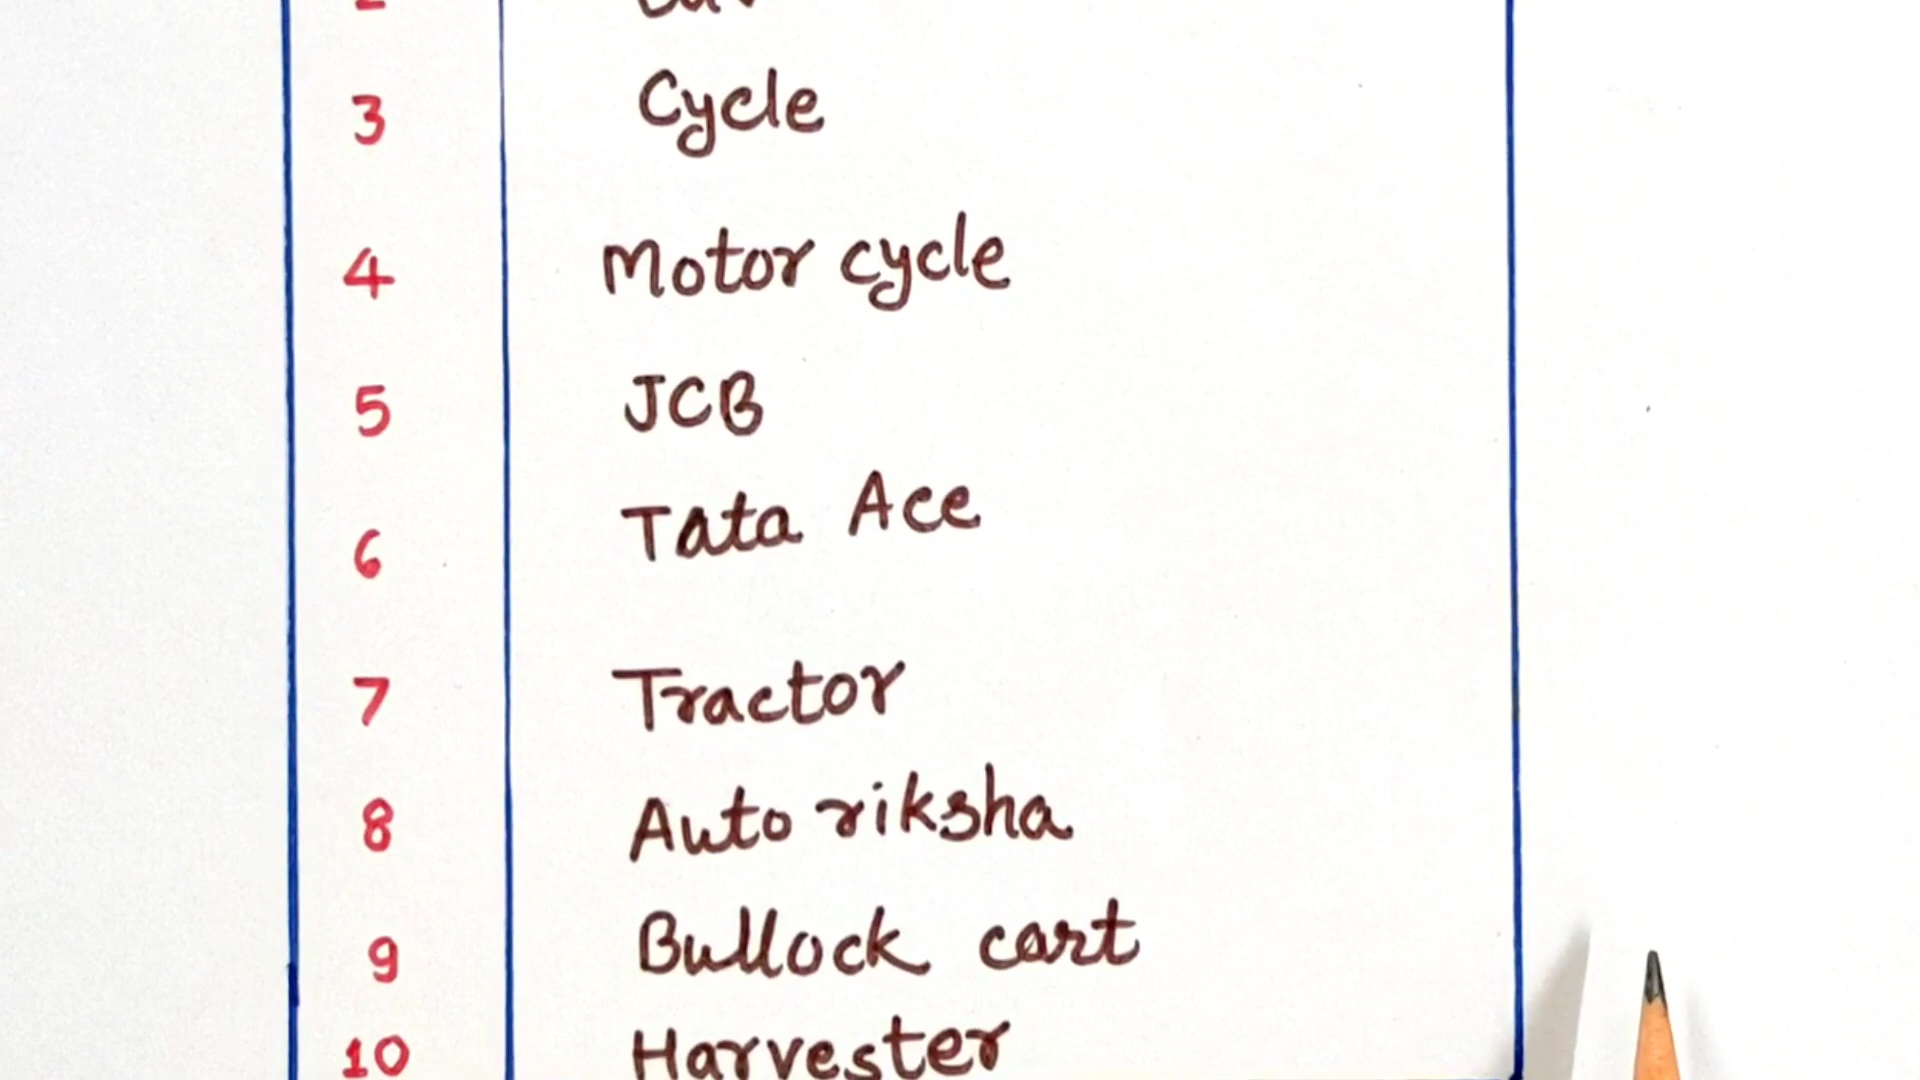 3 Cycle
4 Motor cycle
5 JCB
6 Tata Ace
7 Tractor
8 Auto riksha
9 Bullock cart
10 Harvester